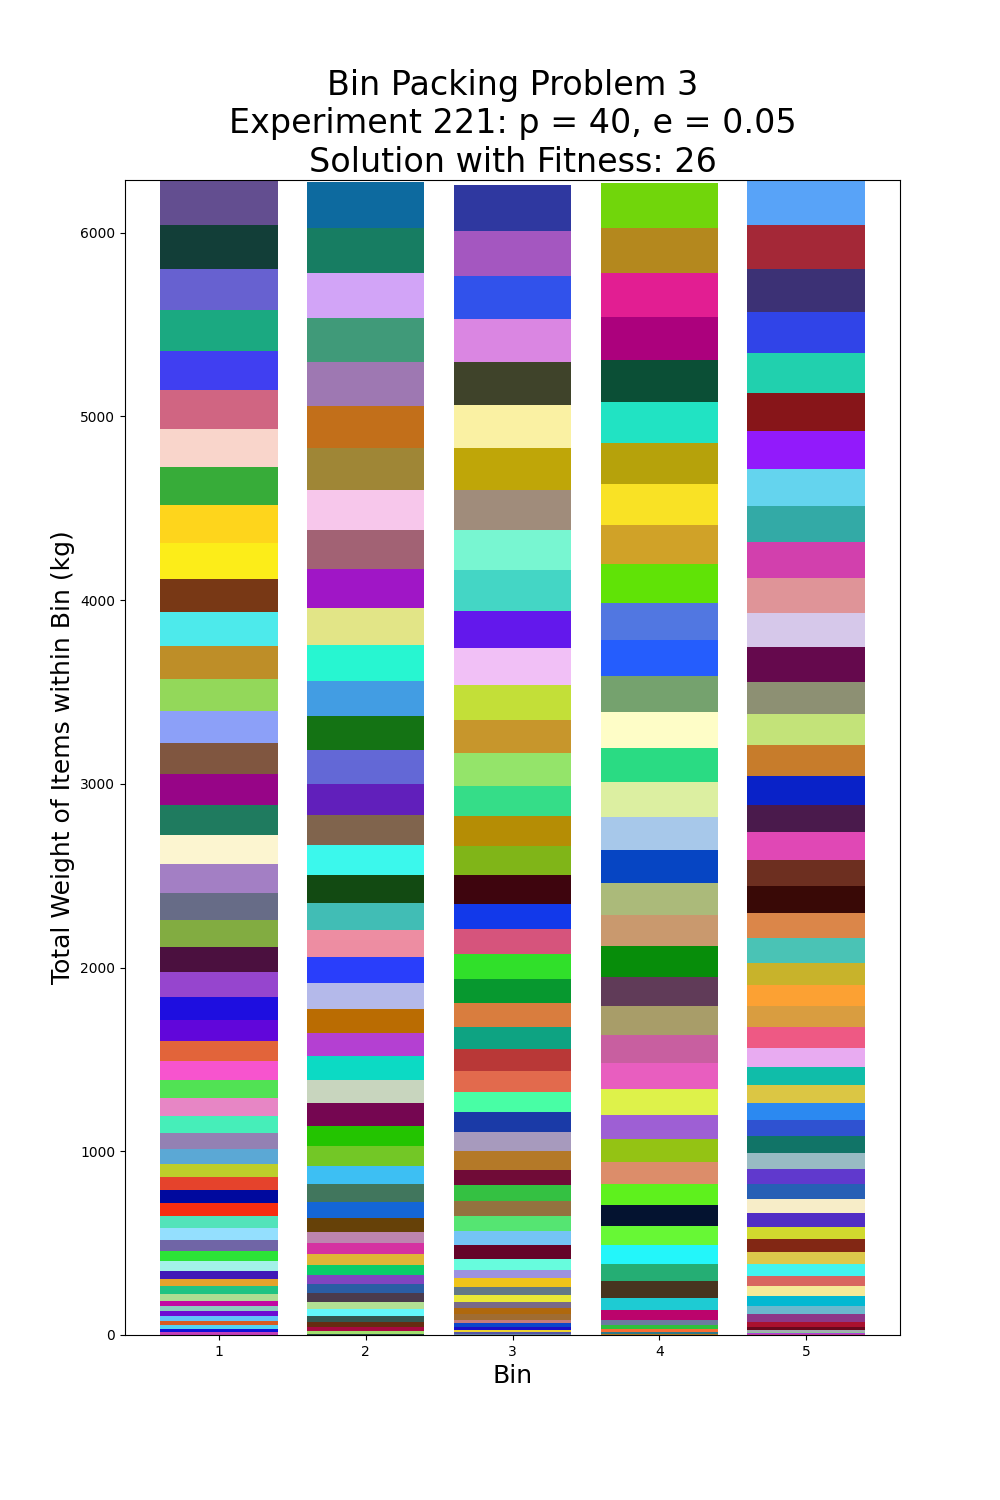 Bin Packing Problem 3
Experiment 221: p = 40, e = 0.05
Solution with Fitness: 26
Total Weight of Items within Bin (kg)
6000
5000
4000
3000
2000
1000
0
1 2 3 4 5
Bin